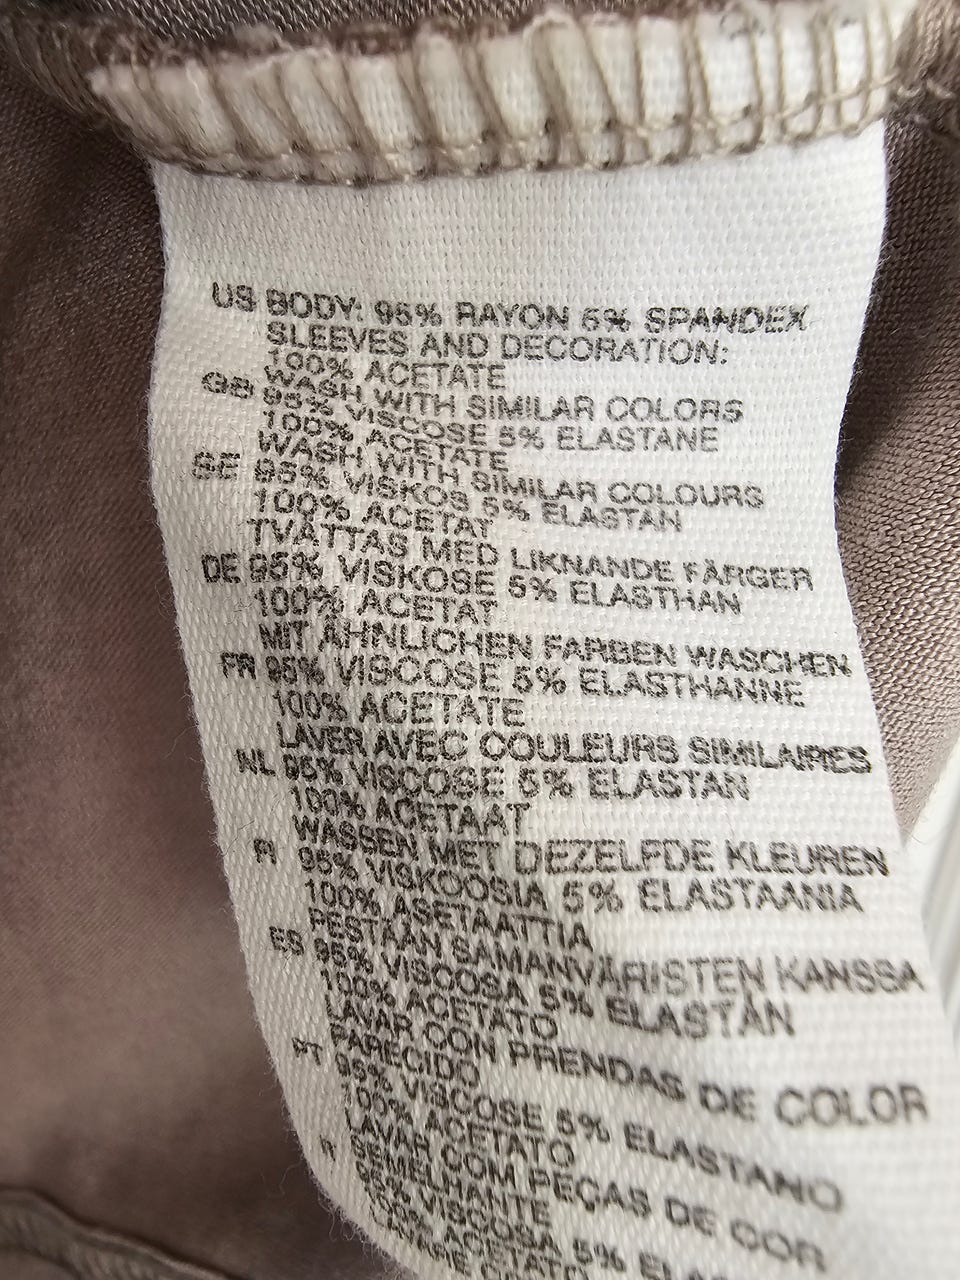 US BODY: 95% RAYON 5% SPANDEX
SLEEVES AND DECORATION:
100% ACETATE
WASH WITH SIMILAR COLORS
GB 95% VISCOSE 5% ELASTANE
100% ACETATE
WASH WITH SIMILAR COLOURS
SE 95% VISKOS 5% ELASTAN
100% ACETAT
TVÄTTAS MED LIKNANDE FÄRGER
DE 95% VISKOSE 5% ELASTHAN
100% ACETAT
MIT ÄHNLICHEN FARBEN WASCHEN
FR 95% VISCOSE 5% ELASTHANNE
100% ACETATE
LAVER AVEC COULEURS SIMILAIRES
NL 95% VISCOSE 5% ELASTAN
100% ACETAAT
WASSEN MET DEZELFDE KLEUREN
FI 95% VISKOOSIA 5% ELASTAANIA
100% ASETAATTIA
PESTÄÄN SAMANVÄRISTEN KANSSA
ES 95% VISCOSA 5% ELASTÁN
100% ACETATO
LAVAR CON PRENDAS DE COLOR
PARECIDO
PT 95% VISCOSE 5% ELASTANO
100% ACETATO
LAVAR COM PEÇAS DE COR
SEMELHANTE
95% VISCOSA 5%
ACETATO